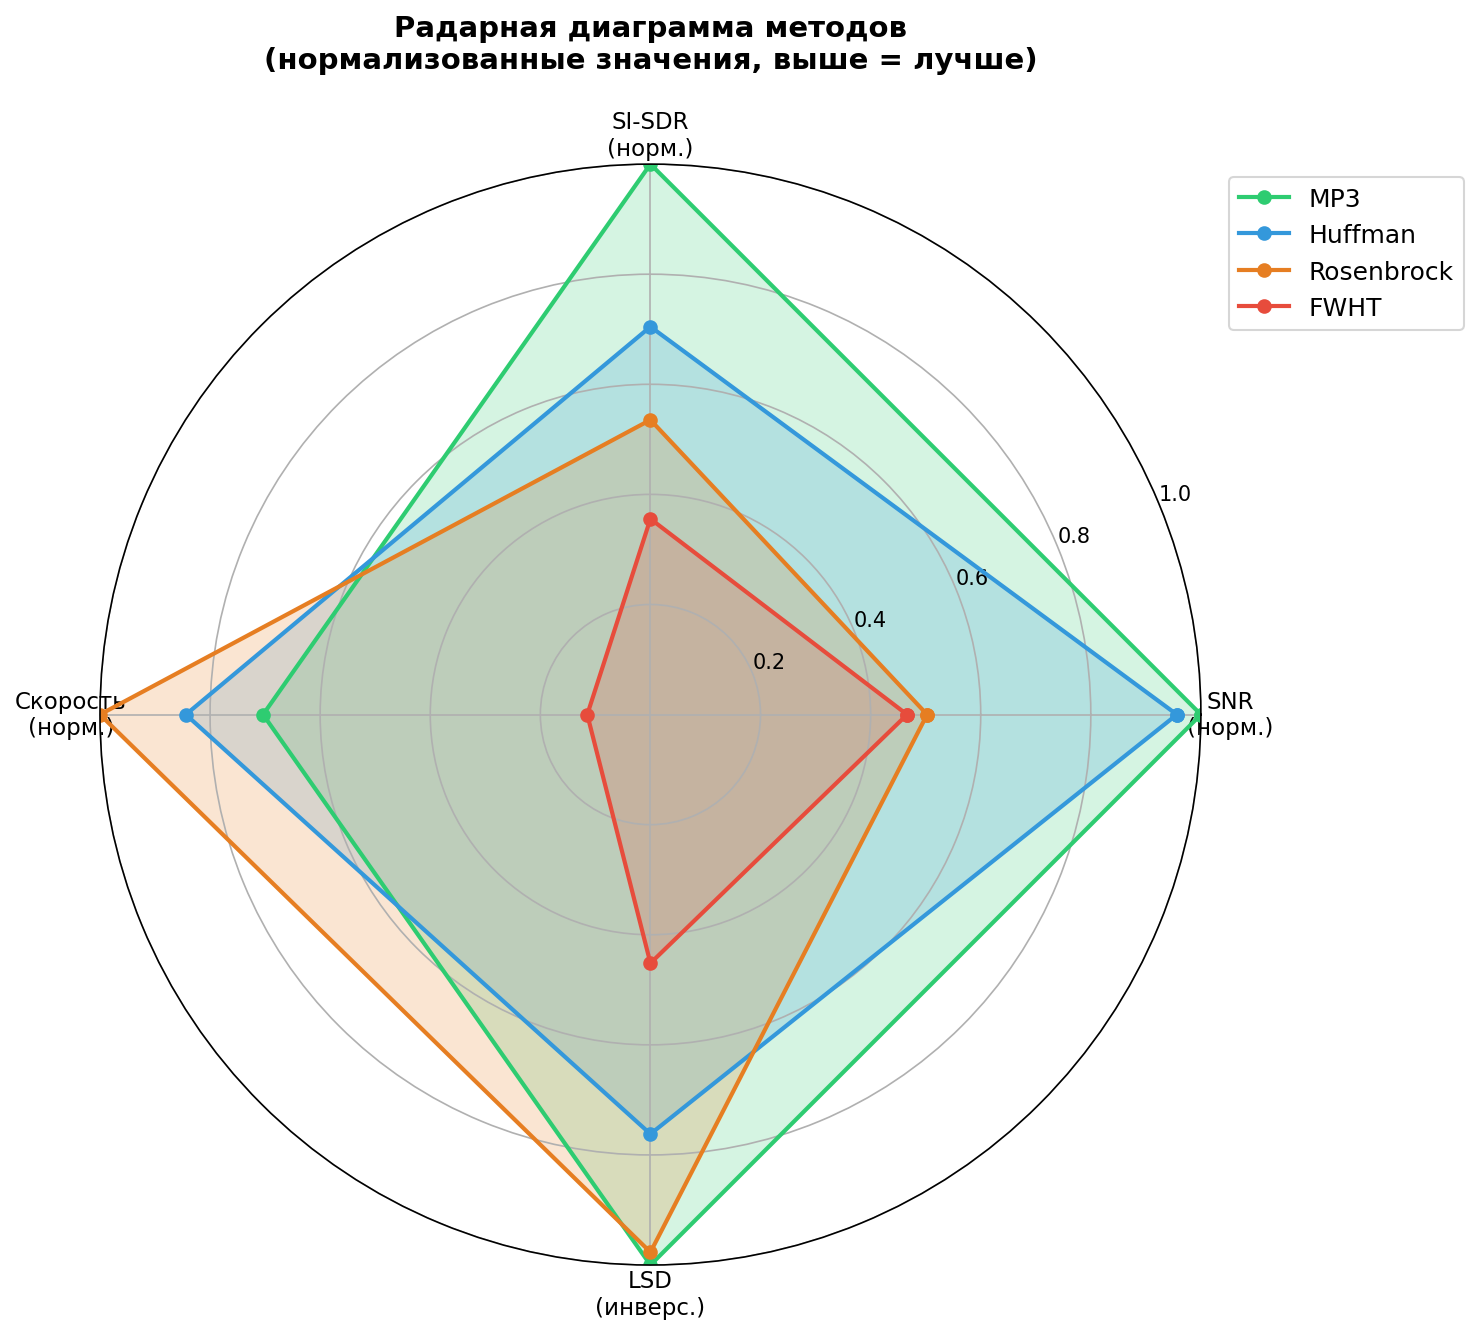 Радарная диаграмма методов
(нормализованные значения, выше = лучше)
SI-SDR
(норм.)
MP3
Huffman
Rosenbrock
FWHT
1.0
0.8
0.6
0.4
0.2
Скорость
(норм.)
SNR
(норм.)
LSD
(инверс.)